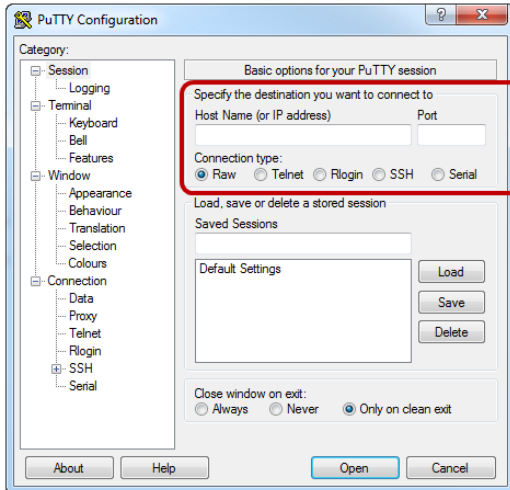 PuTTY Configuration
Category:
Session
Logging
Terminal
Keyboard
Bell
Features
Window
Appearance
Behaviour
Translation
Selection
Colours
Connection
Data
Proxy
Telnet
Rlogin
SSH
Serial
Basic options for your PuTTY session
Specify the destination you want to connect to
Host Name (or IP address) Port
Connection type:
Raw Telnet Rlogin SSH Serial
Load, save or delete a stored session
Saved Sessions
Default Settings
Load
Save
Delete
Close window on exit:
Always Never Only on clean exit
About Help Open Cancel